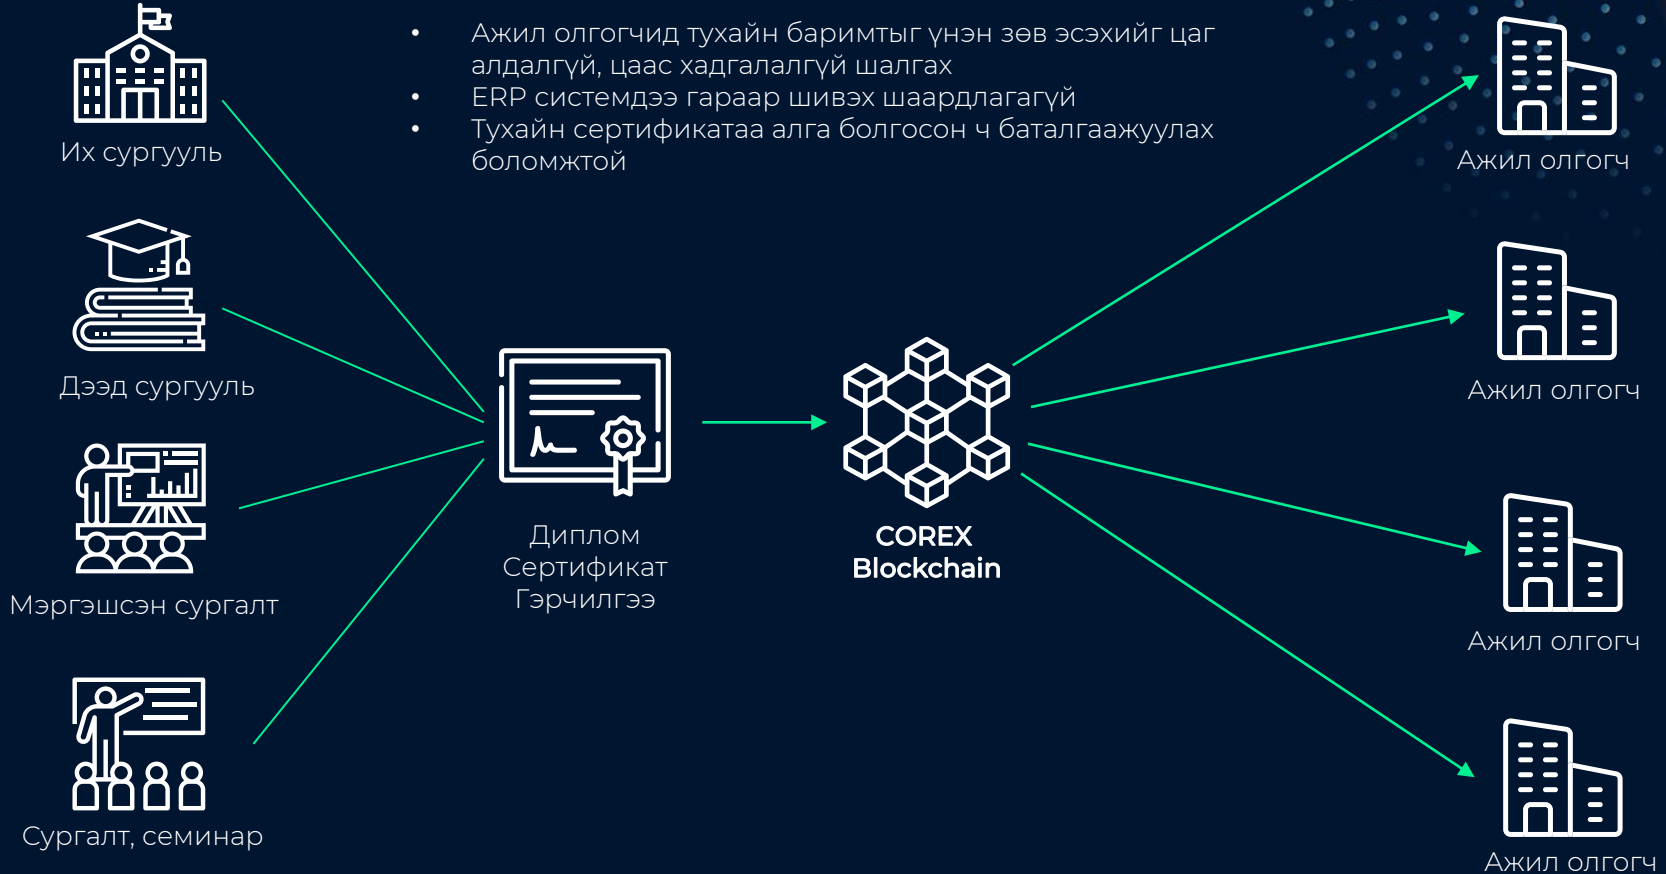 • Ажил олгогчид тухайн баримтыг үнэн зөв эсэхийг цаг
алдалгүй, цаас хадгалалгүй шалгах
• ERP системдээ гараар шивэх шаардлагагүй
• Тухайн сертификатаа алга болгосон ч баталгаажуулах
боломжтой
Их сургууль
Дээд сургууль
Мэргэшсэн сургалт
Сургалт, семинар
Диплом
Сертификат
Гэрчилгээ
COREX
Blockchain
Ажил олгогч
Ажил олгогч
Ажил олгогч
Ажил олгогч